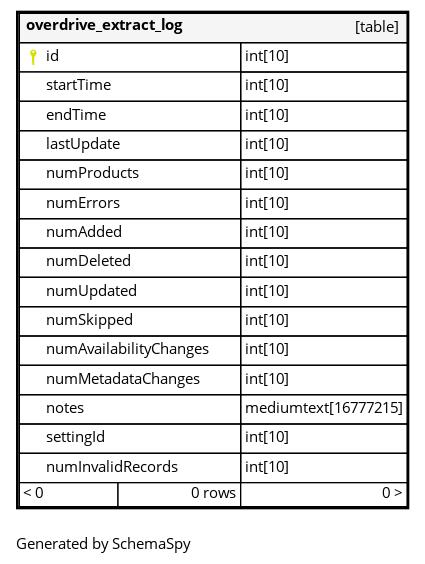 overdrive_extract_log [table]
id int[10]
startTime int[10]
endTime int[10]
lastUpdate int[10]
numProducts int[10]
numErrors int[10]
numAdded int[10]
numDeleted int[10]
numUpdated int[10]
numSkipped int[10]
numAvailabilityChanges int[10]
numMetadataChanges int[10]
notes mediumtext[16777215]
settingId int[10]
numInvalidRecords int[10]
< 0 0 rows 0 >
Generated by SchemaSpy